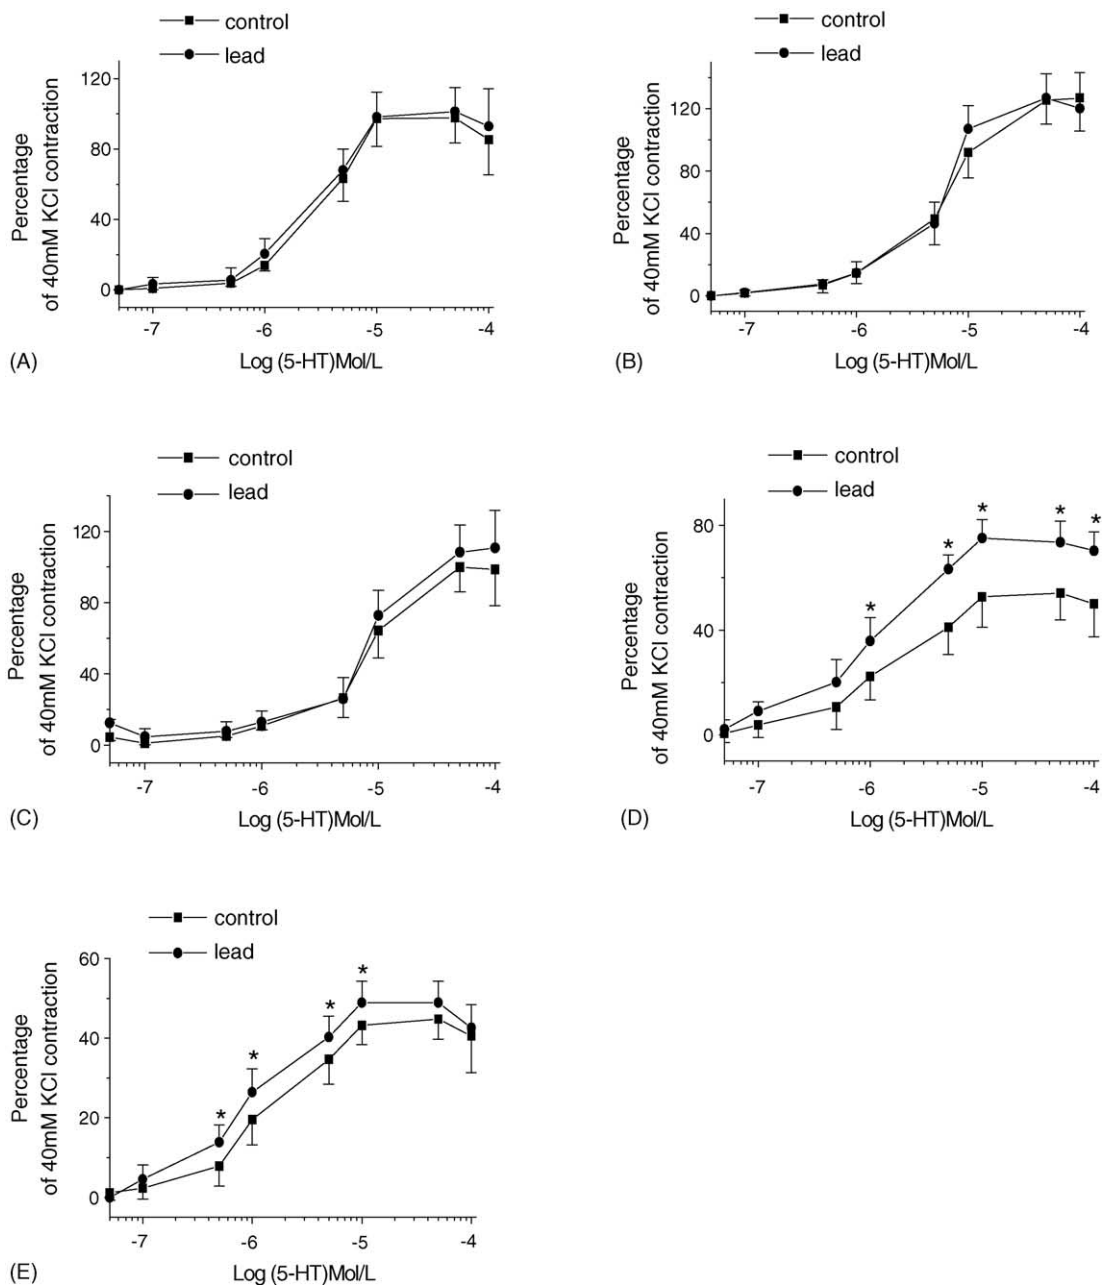 control
lead
120
80
40
0
Percentage
of 40mM KCl contraction
-7 -6 -5 -4
Log (5-HT)Mol/L
(A)
control
lead
120
80
40
0
Percentage
of 40mM KCl contraction
-7 -6 -5 -4
Log (5-HT)Mol/L
(B)
control
lead
120
80
40
0
Percentage
of 40mM KCl contraction
-7 -6 -5 -4
Log (5-HT)Mol/L
(C)
control
lead
* * * * *
80
40
0
Percentage
of 40mM KCl contraction
-7 -6 -5 -4
Log (5-HT)Mol/L
(D)
control
lead
* * * *
60
40
20
0
Percentage
of 40mM KCl contraction
-7 -6 -5 -4
Log (5-HT)Mol/L
(E)